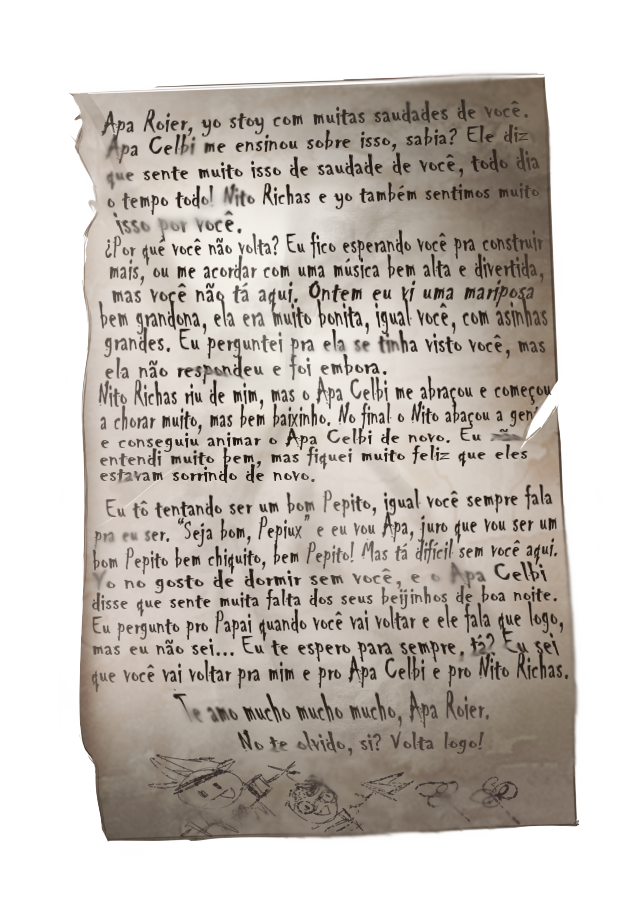 Apa Roier, yo stoy com muitas saudades de você.
Apa Celbi me ensinou sobre isso, sabia? Ele diz
que sente muito isso de saudade de você, todo dia
o tempo todo! Nito Richas e yo também sentimos muito
isso por você.
¿Por quê você não volta? Eu fico esperando você pra construir
mais, ou me acordar com uma música bem alta e divertida,
mas você não tá aqui. Ontem eu vi uma mariposa
bem grandona, ela era muito bonita, igual você, com asinhas
grandes. Eu perguntei pra ela se tinha visto você, mas
ela não respondeu e foi embora.
Nito Richas riu de mim, mas o Apa Celbi me abraçou e começou
a chorar muito, mas bem baixinho. No final o Nito abaçou a gente
e conseguiu animar o Apa Celbi de novo. Eu não
entendi muito bem, mas fiquei muito feliz que eles
estavam sorrindo de novo.
Eu tô tentando ser um bom Pepito, igual você sempre fala
pra eu ser. "Seja bom, Pepiux" e eu vou Apa, juro que vou ser um
bom Pepito bem chiquito, bem Pepito! Mas tá difícil sem você aqui.
Yo no gosto de dormir sem você, e o Apa Celbi
disse que sente muita falta dos seus beijinhos de boa noite.
Eu pergunto pro Papai quando você vai voltar e ele fala que logo,
mas eu não sei... Eu te espero para sempre, tá? Eu sei
que você vai voltar pra mim e pro Apa Celbi e pro Nito Richas.
Te amo mucho mucho mucho, Apa Roier.
No te olvido, si? Volta logo!